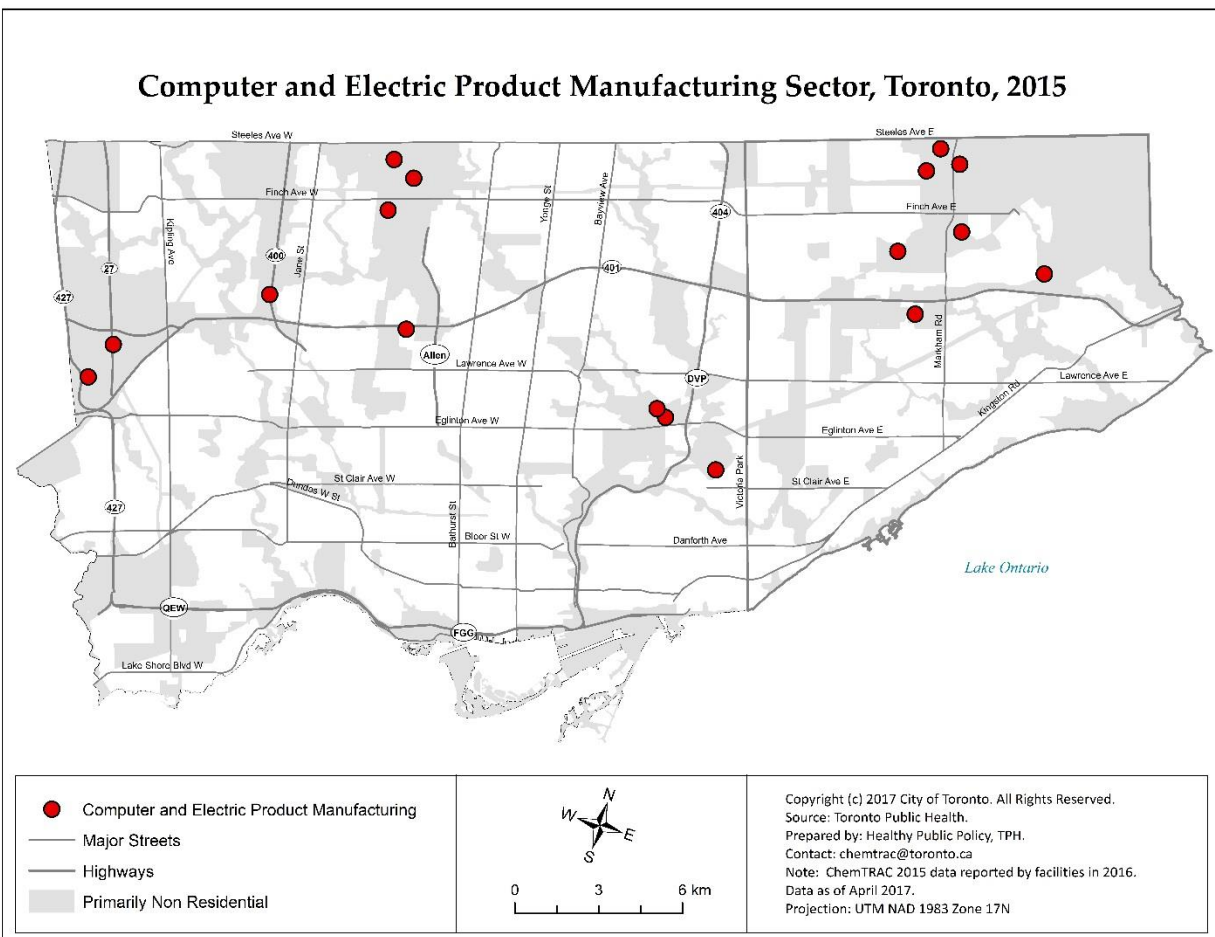 Computer and Electric Product Manufacturing Sector, Toronto, 2015
Steeles Ave W
Steeles Ave E
Finch Ave W
Kipling Ave
Yonge St
Bayview Ave
404
Finch Ave E
27
400
Jane St
401
427
Allen
Lawrence Ave W
Markham Rd
DVP
Lawronce Ave E
Kingston Rd
Eglinton Ave W
Eglinton Ave E
St Clair Ave W
Dundas W St
Victoria Park
St Clair Ave E
427
Bathurst St
Bloor St W
Danforth Ave
Lake Ontario
QEW
FGG
Lake Shore Blvd W
Computer and Electric Product Manufacturing
Major Streets
Highways
Primarily Non Residential
N
W
E
S
0 3 6 km
Copyright (c) 2017 City of Toronto. All Rights Reserved.
Source: Toronto Public Health.
Prepared by: Healthy Public Policy, TPH.
Contact: chemtrac@toronto.ca
Note: ChemTRAC 2015 data reported by facilities in 2016.
Data as of April 2017.
Projection: UTM NAD 1983 Zone 17N